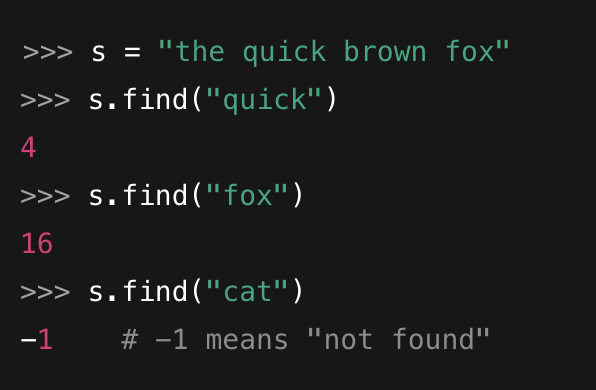 >>> s = "the quick brown fox"
>>> s.find("quick")
4
>>> s.find("fox")
16
>>> s.find("cat")
-1    # -1 means "not found"